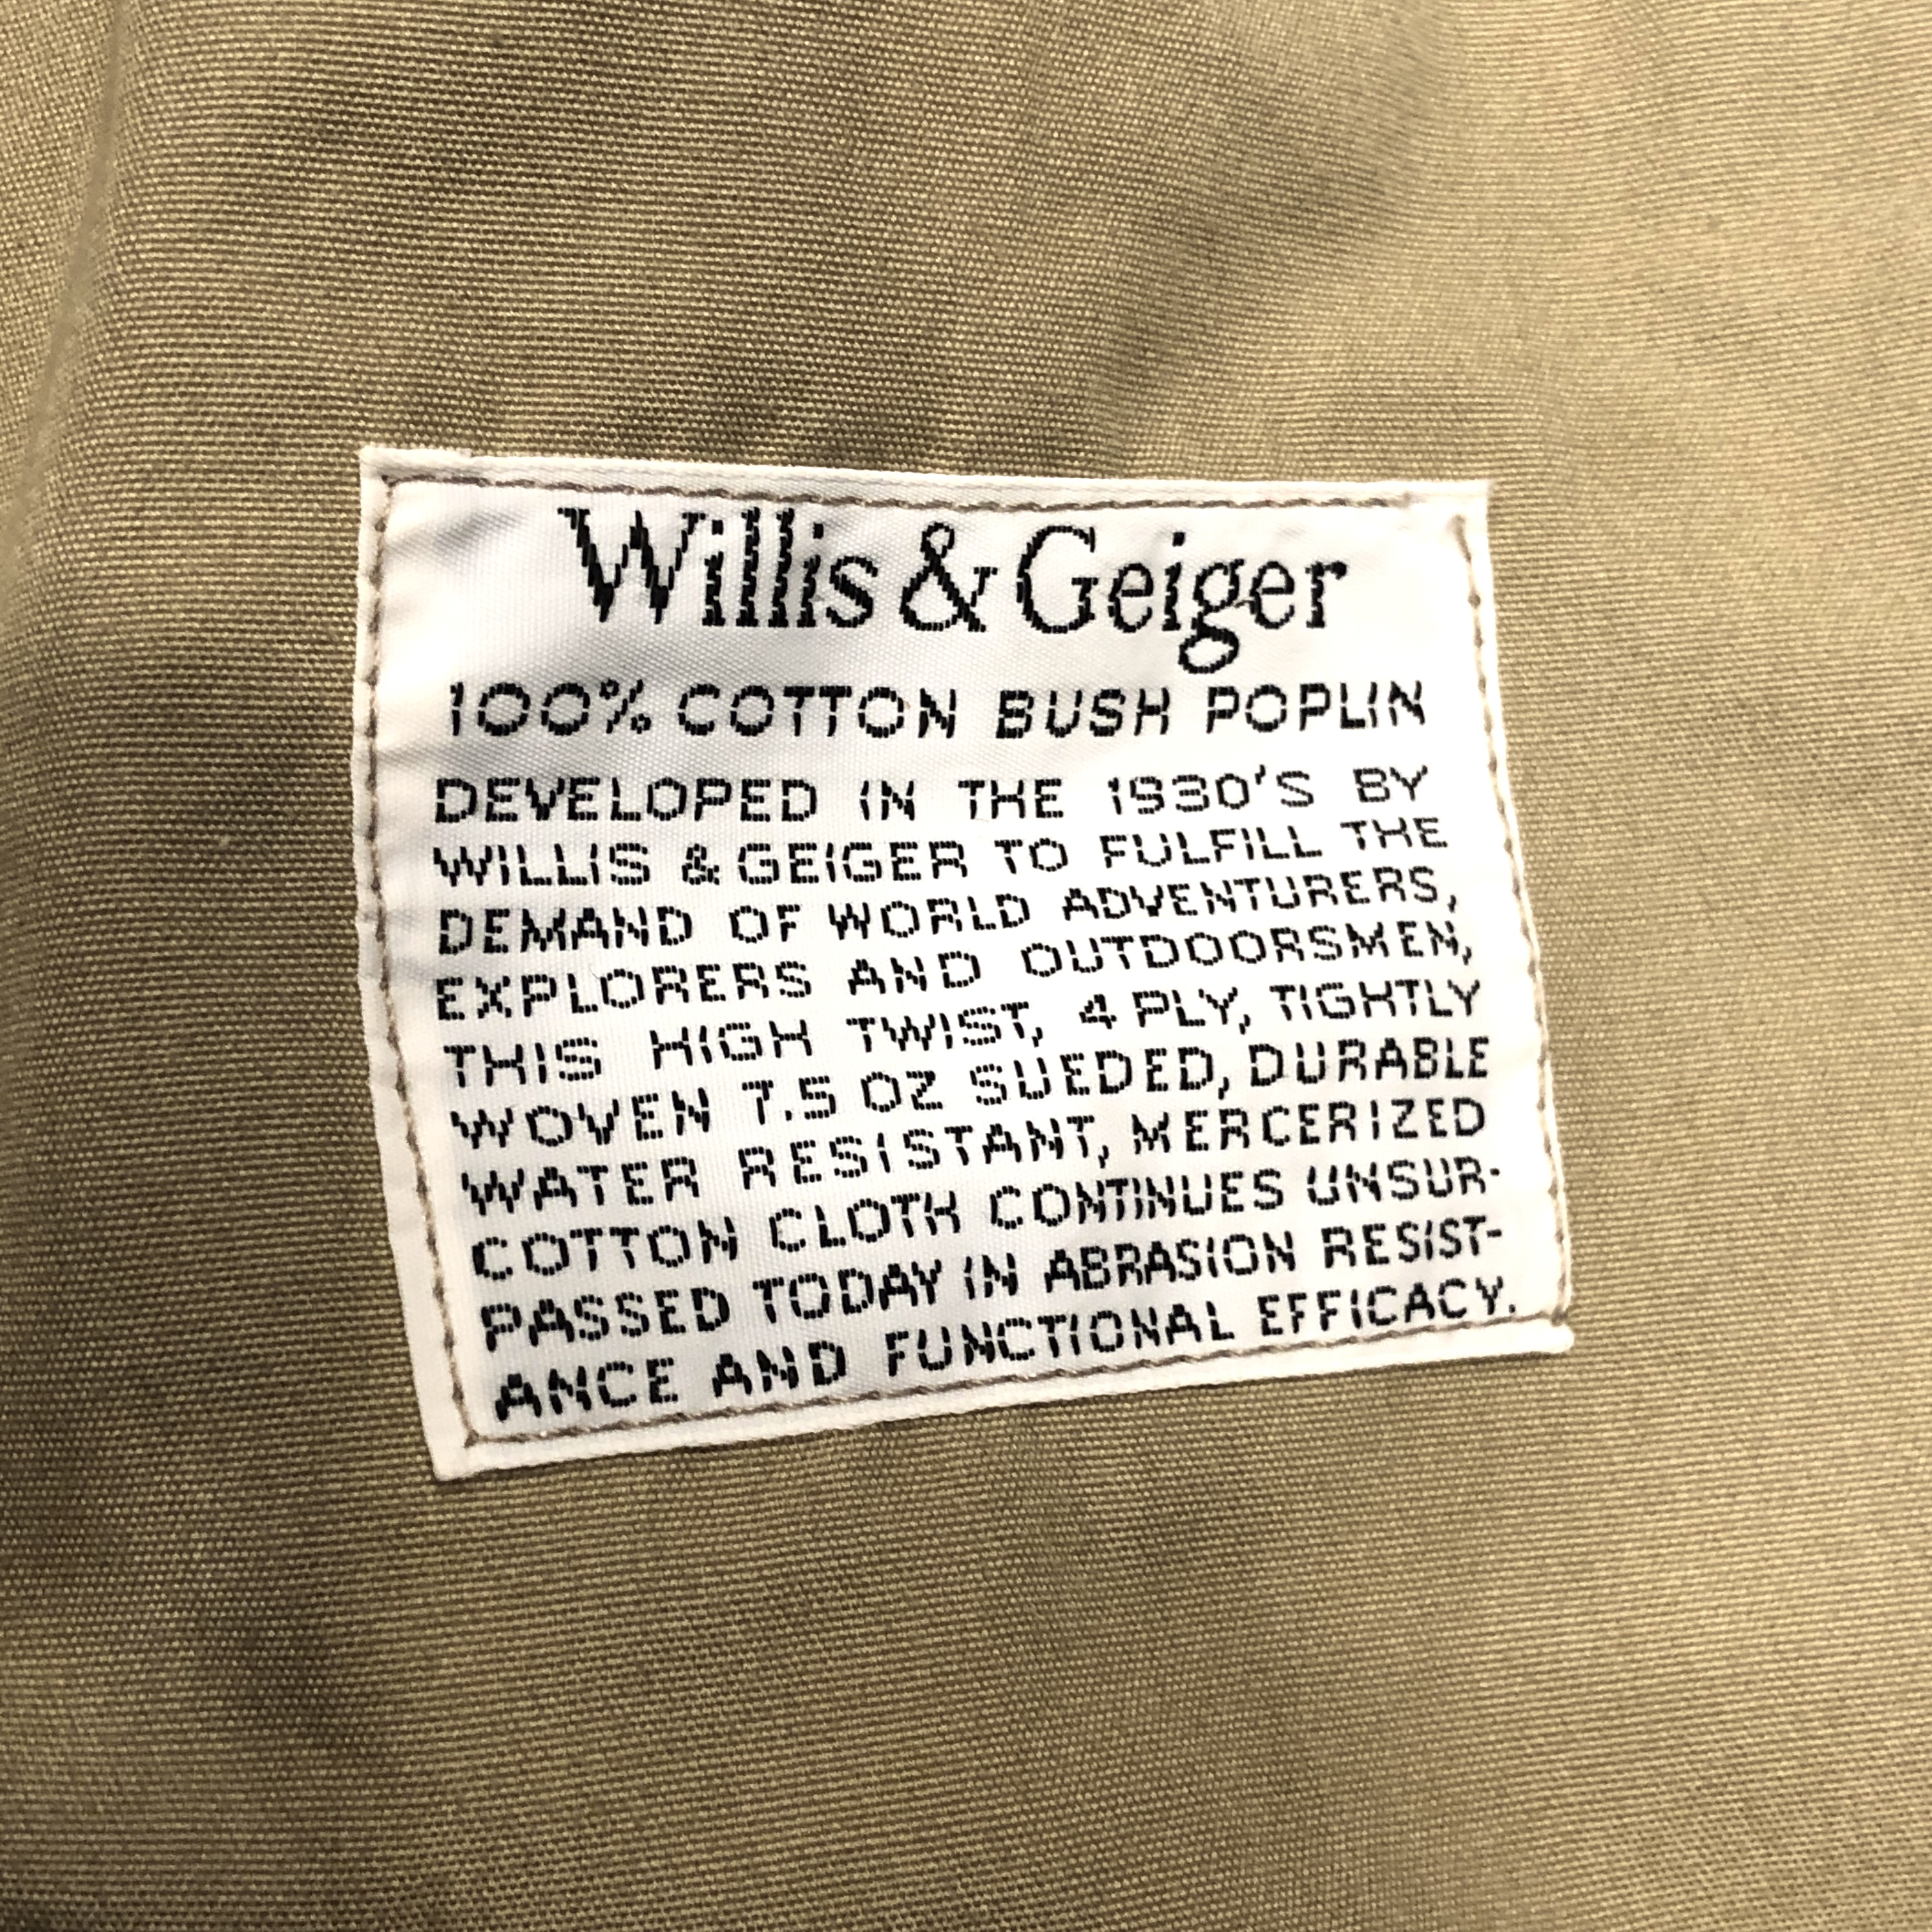 Willis & Geiger
100% COTTON BUSH POPLIN
DEVELOPED IN THE 1930'S BY
WILLIS & GEIGER TO FULFILL THE
DEMAND OF WORLD ADVENTURERS,
EXPLORERS AND OUTDOORSMEN,
THIS HIGH TWIST, 4 PLY, TIGHTLY
WOVEN 7.5 OZ SUEDED, DURABLE
WATER RESISTANT, MERCERIZED
COTTON CLOTH CONTINUES UNSUR-
PASSED TODAY IN ABRASION RESIST-
ANCE AND FUNCTIONAL EFFICACY.